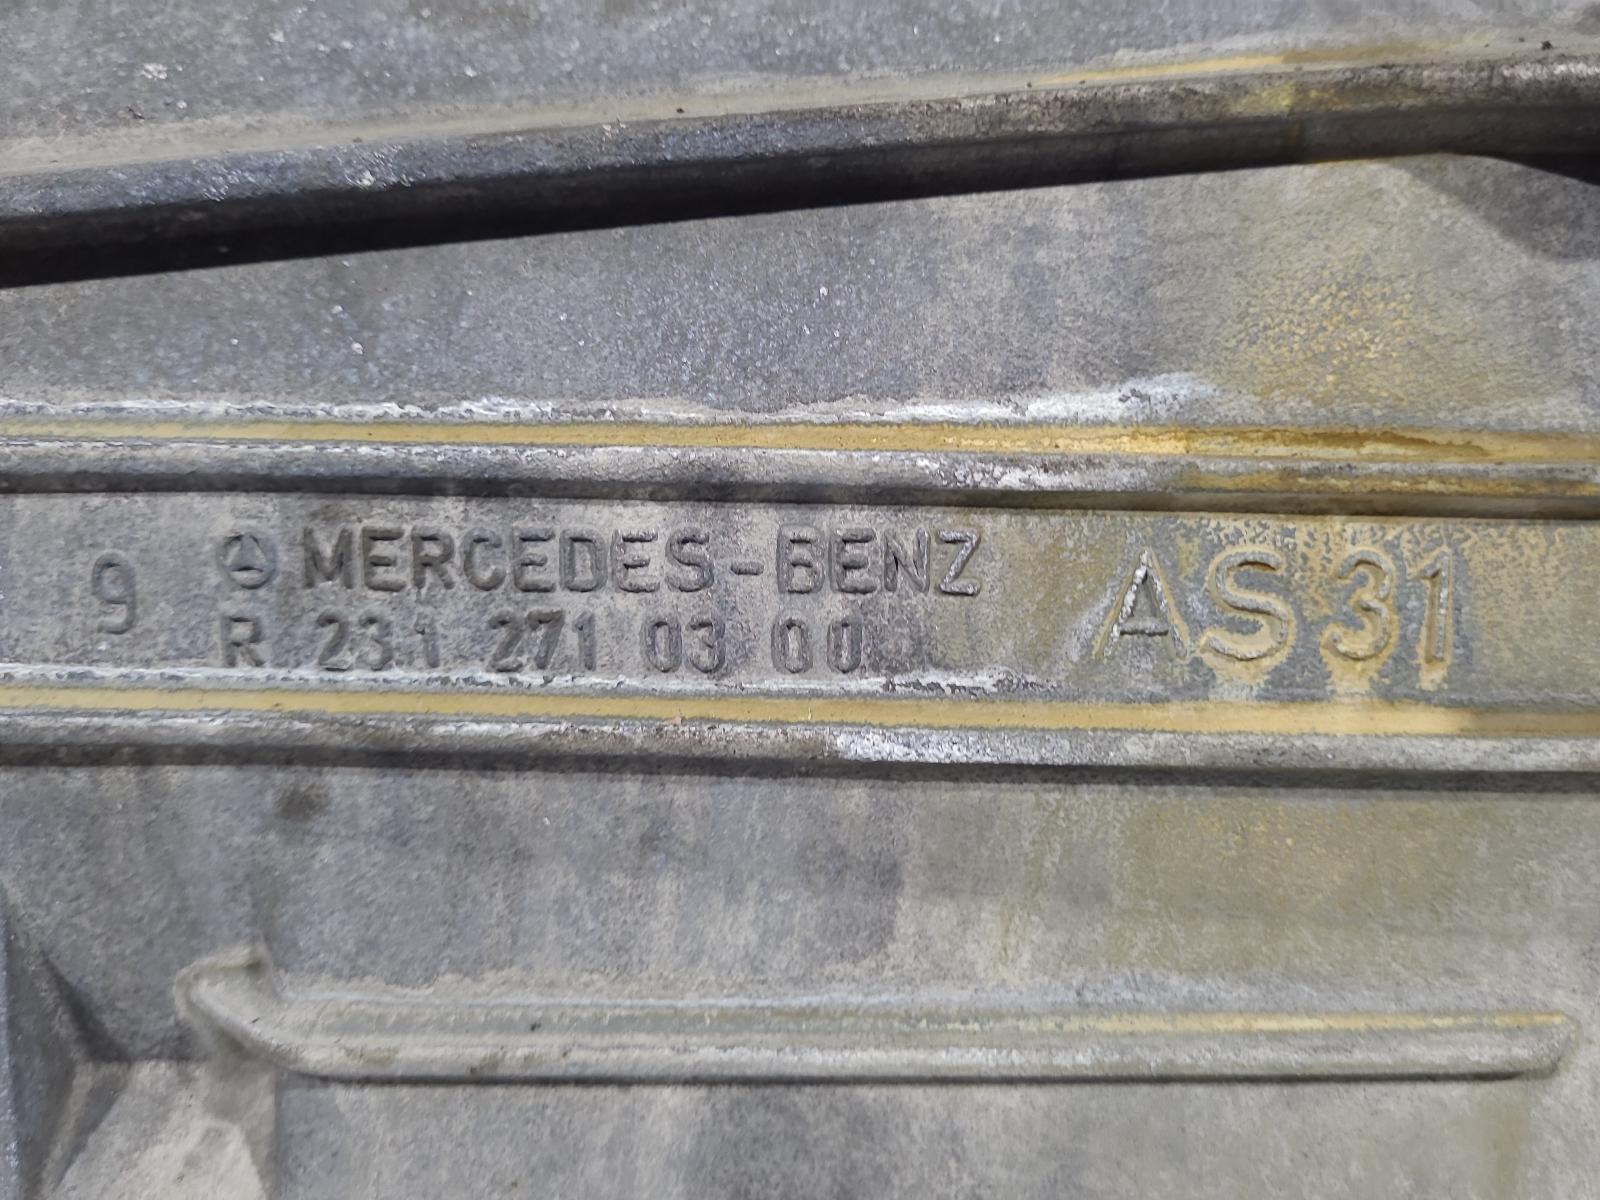 9 MERCEDES-BENZ AS31
R 231 271 03 00